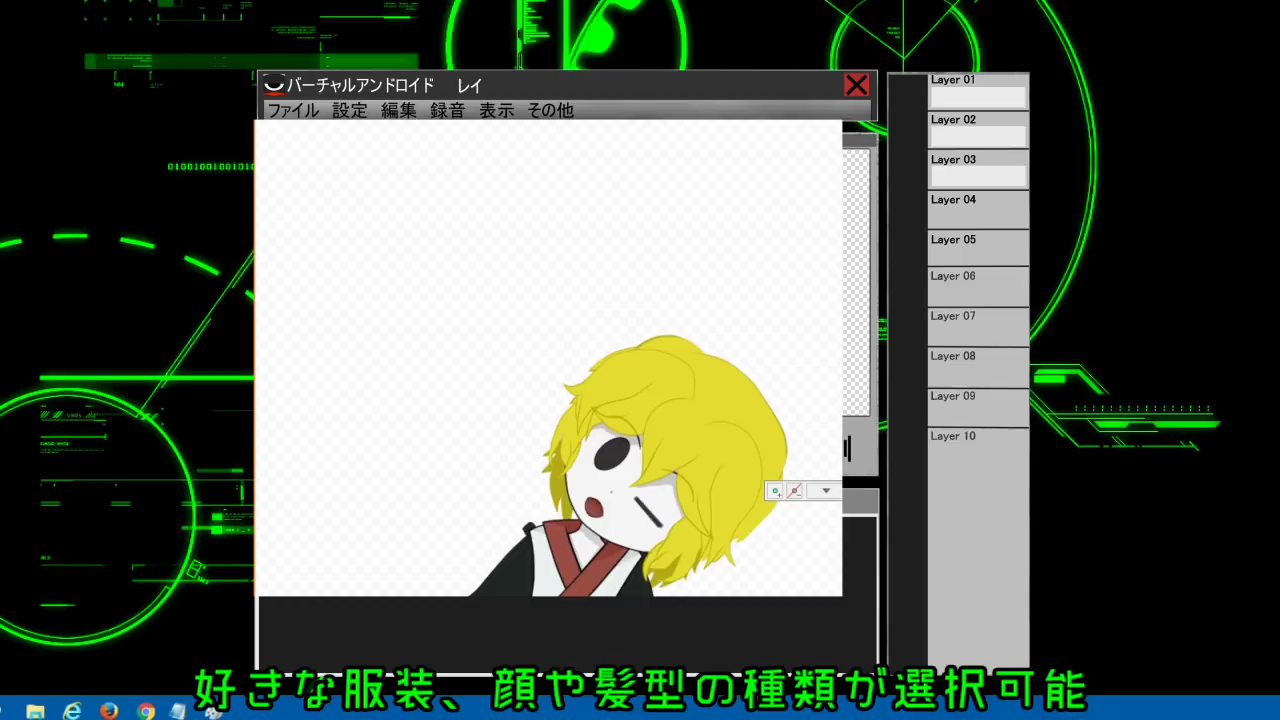 バーチャルアンドロイド レイ
ファイル 設定 編集 録音 表示 その他
Layer 01
Layer 02
Layer 03
Layer 04
Layer 05
Layer 06
Layer 07
Layer 08
Layer 09
Layer 10
好きな服装、顔や髪型の種類が選択可能